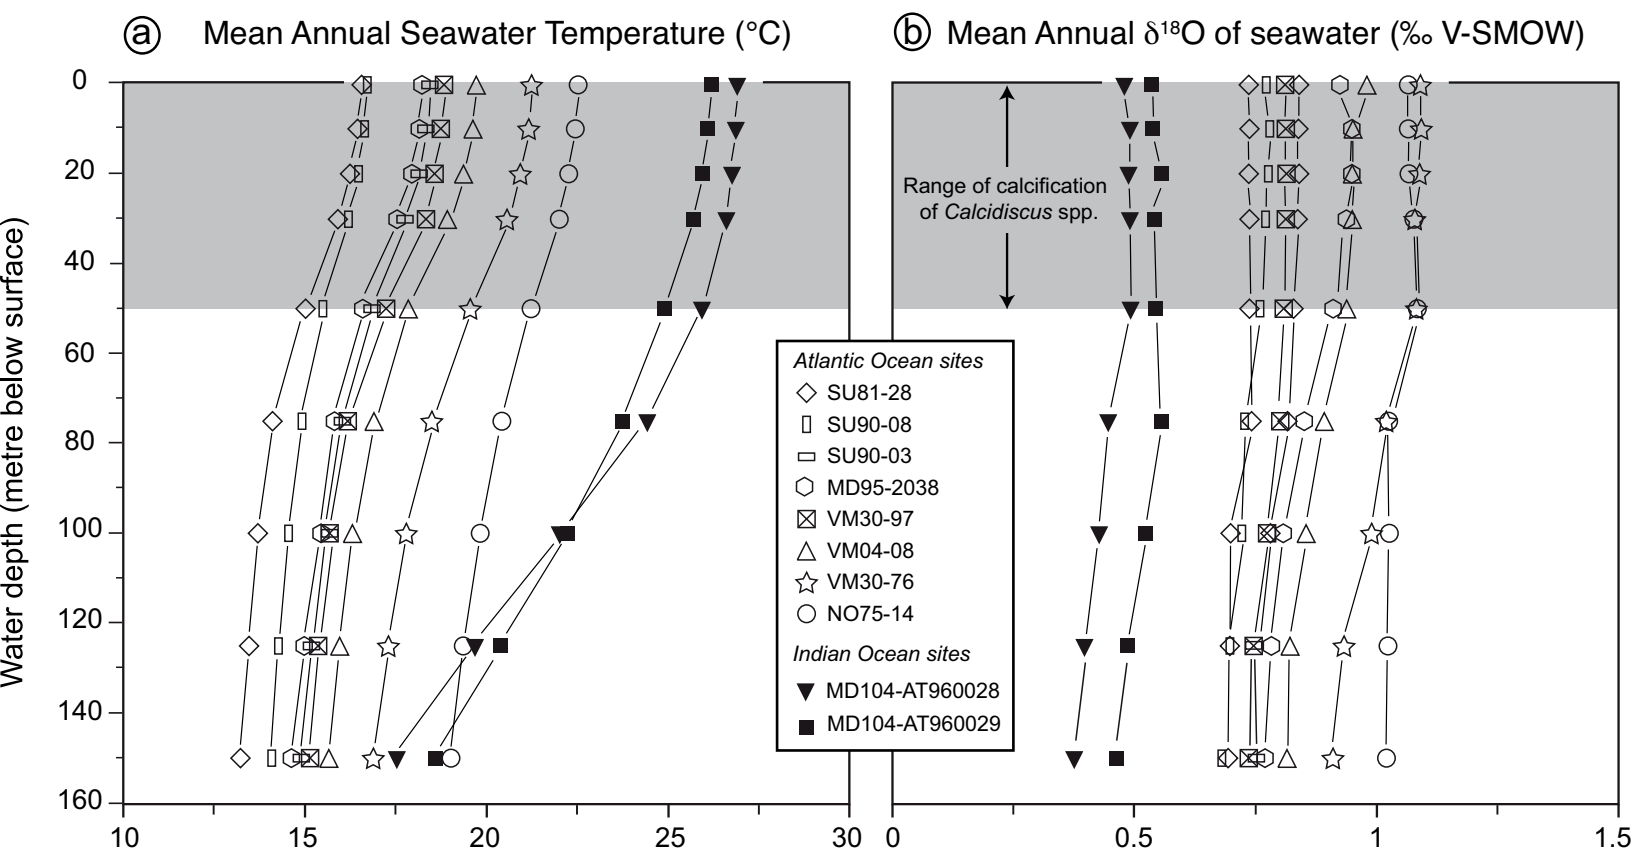 a Mean Annual Seawater Temperature (°C)
b Mean Annual δ18O of seawater (‰ V-SMOW)
Water depth (metre below surface)
0
20
40
60
80
100
120
140
160
10 15 20 25 30
Range of calcification
of Calcidiscus spp.
Atlantic Ocean sites
SU81-28
SU90-08
SU90-03
MD95-2038
VM30-97
VM04-08
VM30-76
NO75-14
Indian Ocean sites
MD104-AT960028
MD104-AT960029
0 0.5 1 1.5